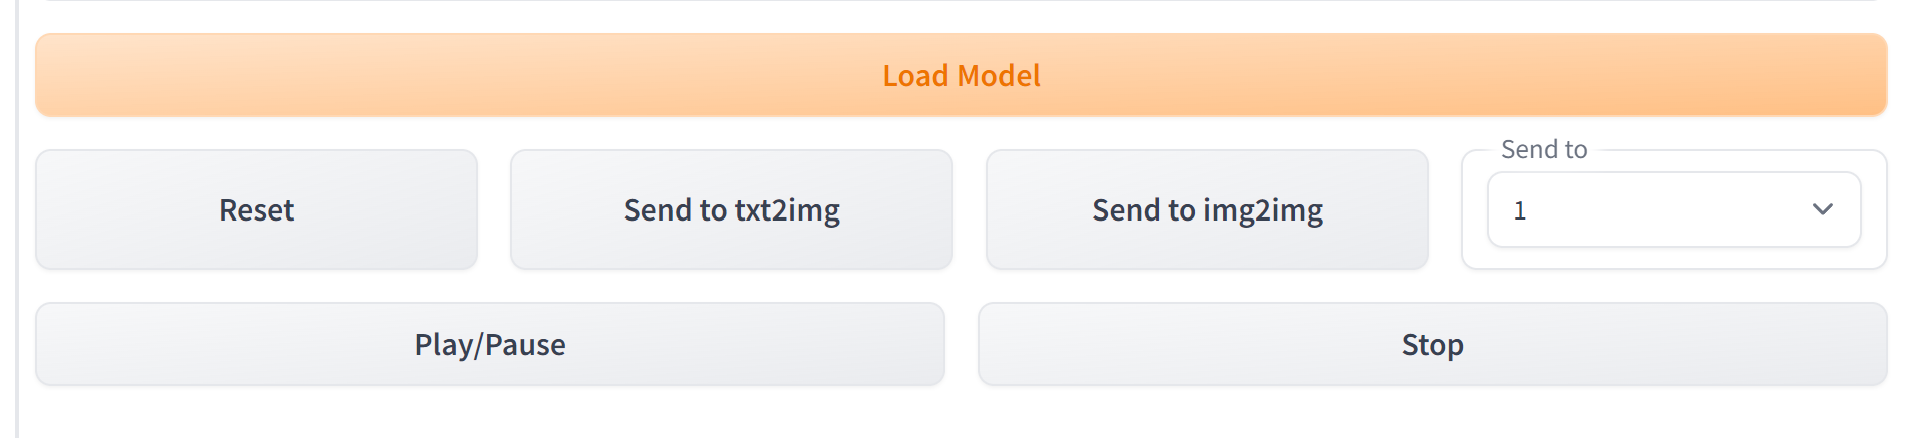 Load Model
Reset
Send to txt2img
Send to img2img
Send to
1
Play/Pause
Stop